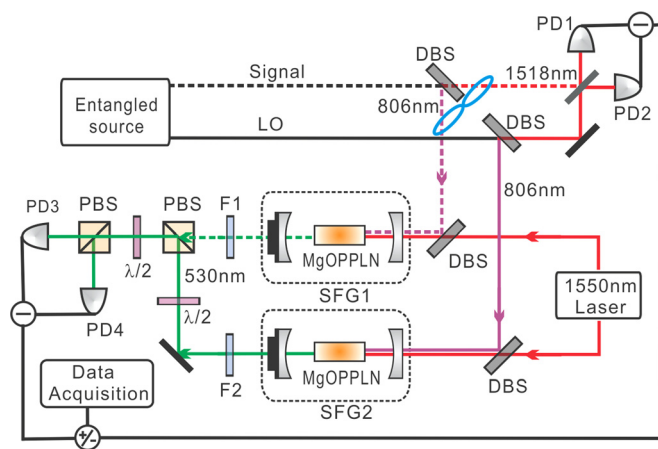 PD1
DBS
Signal
1518nm
806nm
PD2
Entangled
source
LO
DBS
806nm
PD3
PBS
PBS
F1
MgOPPLN
DBS
530nm
SFG1
λ/2
1550nm
Laser
PD4
λ/2
MgOPPLN
DBS
Data
Acquisition
F2
SFG2
+/-